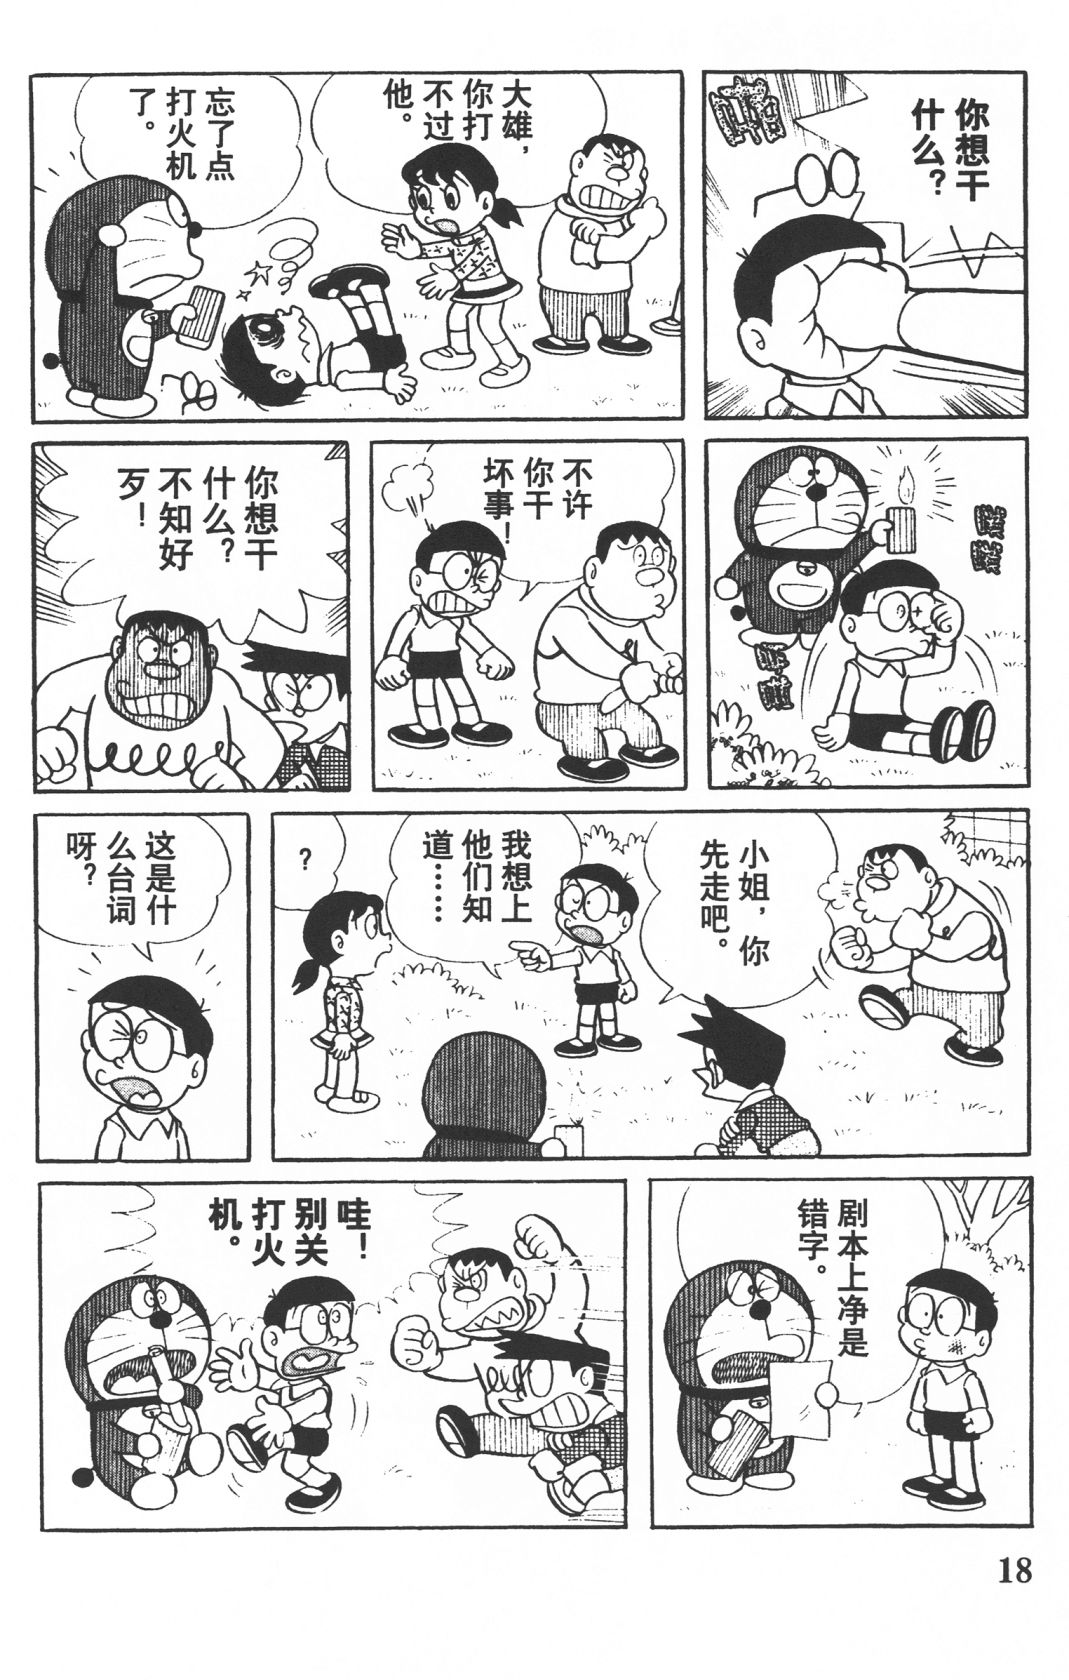 你想干
什么？
大雄，
你打
不过
他。
忘了点
打火机
了。
不许
你干
坏事！
你想干
什么？
不知好
歹！
小姐，你
先走吧。
我想上
他们知
道……
？
这是什
么台词
呀？
剧本上净是
错字。
哇！
别关
打火
机。
18